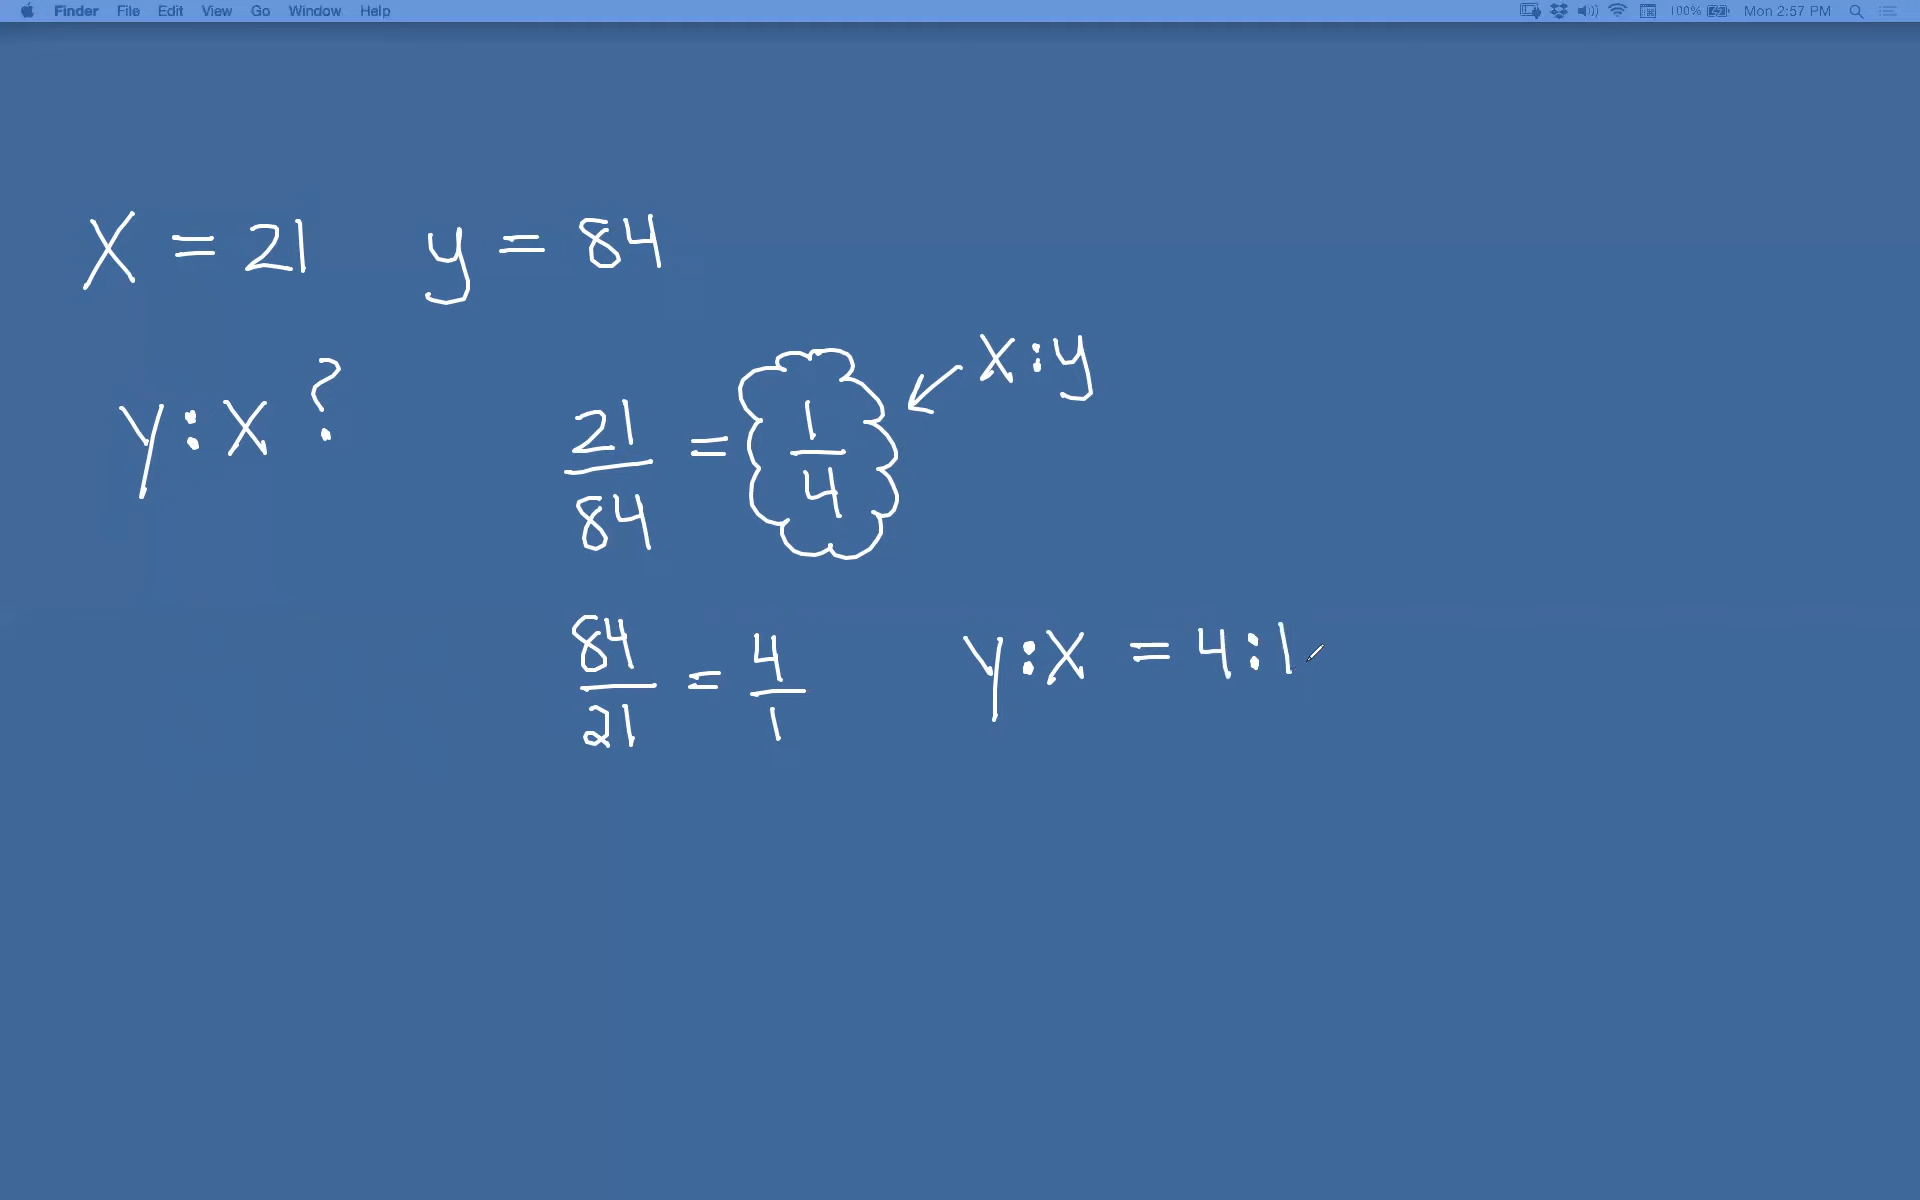 Finder File Edit View Go Window Help 100% Mon 2:57 PM
X = 21 y = 84
y : x ?
x : y
21/84 = 1/4
84/21 = 4/1
y : x = 4 : 1